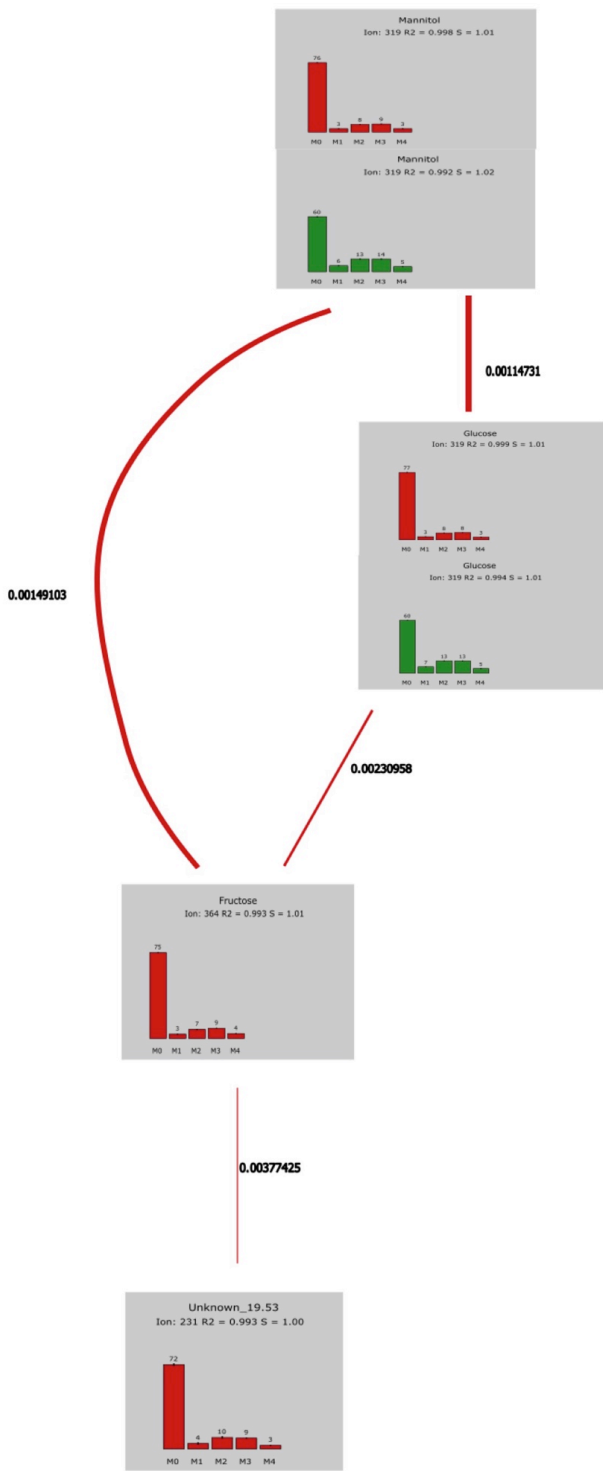 Mannitol
Ion: 319 R2 = 0.998 S = 1.01
76
3
8
9
3
M0 M1 M2 M3 M4
Mannitol
Ion: 319 R2 = 0.992 S = 1.02
60
6
13
14
5
M0 M1 M2 M3 M4
0.00114731
Glucose
Ion: 319 R2 = 0.999 S = 1.01
77
3
8
8
3
M0 M1 M2 M3 M4
Glucose
Ion: 319 R2 = 0.994 S = 1.01
60
7
13
13
5
M0 M1 M2 M3 M4
0.00149103
0.00230958
Fructose
Ion: 364 R2 = 0.993 S = 1.01
75
3
7
9
4
M0 M1 M2 M3 M4
0.00377425
Unknown_19.53
Ion: 231 R2 = 0.993 S = 1.00
72
4
10
9
3
M0 M1 M2 M3 M4